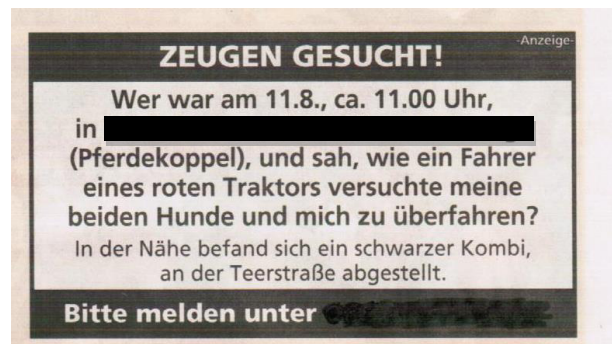 -Anzeige-
ZEUGEN GESUCHT!
Wer war am 11.8., ca. 11.00 Uhr,
in
(Pferdekoppel), und sah, wie ein Fahrer
eines roten Traktors versuchte meine
beiden Hunde und mich zu überfahren?
In der Nähe befand sich ein schwarzer Kombi,
an der Teerstraße abgestellt.
Bitte melden unter